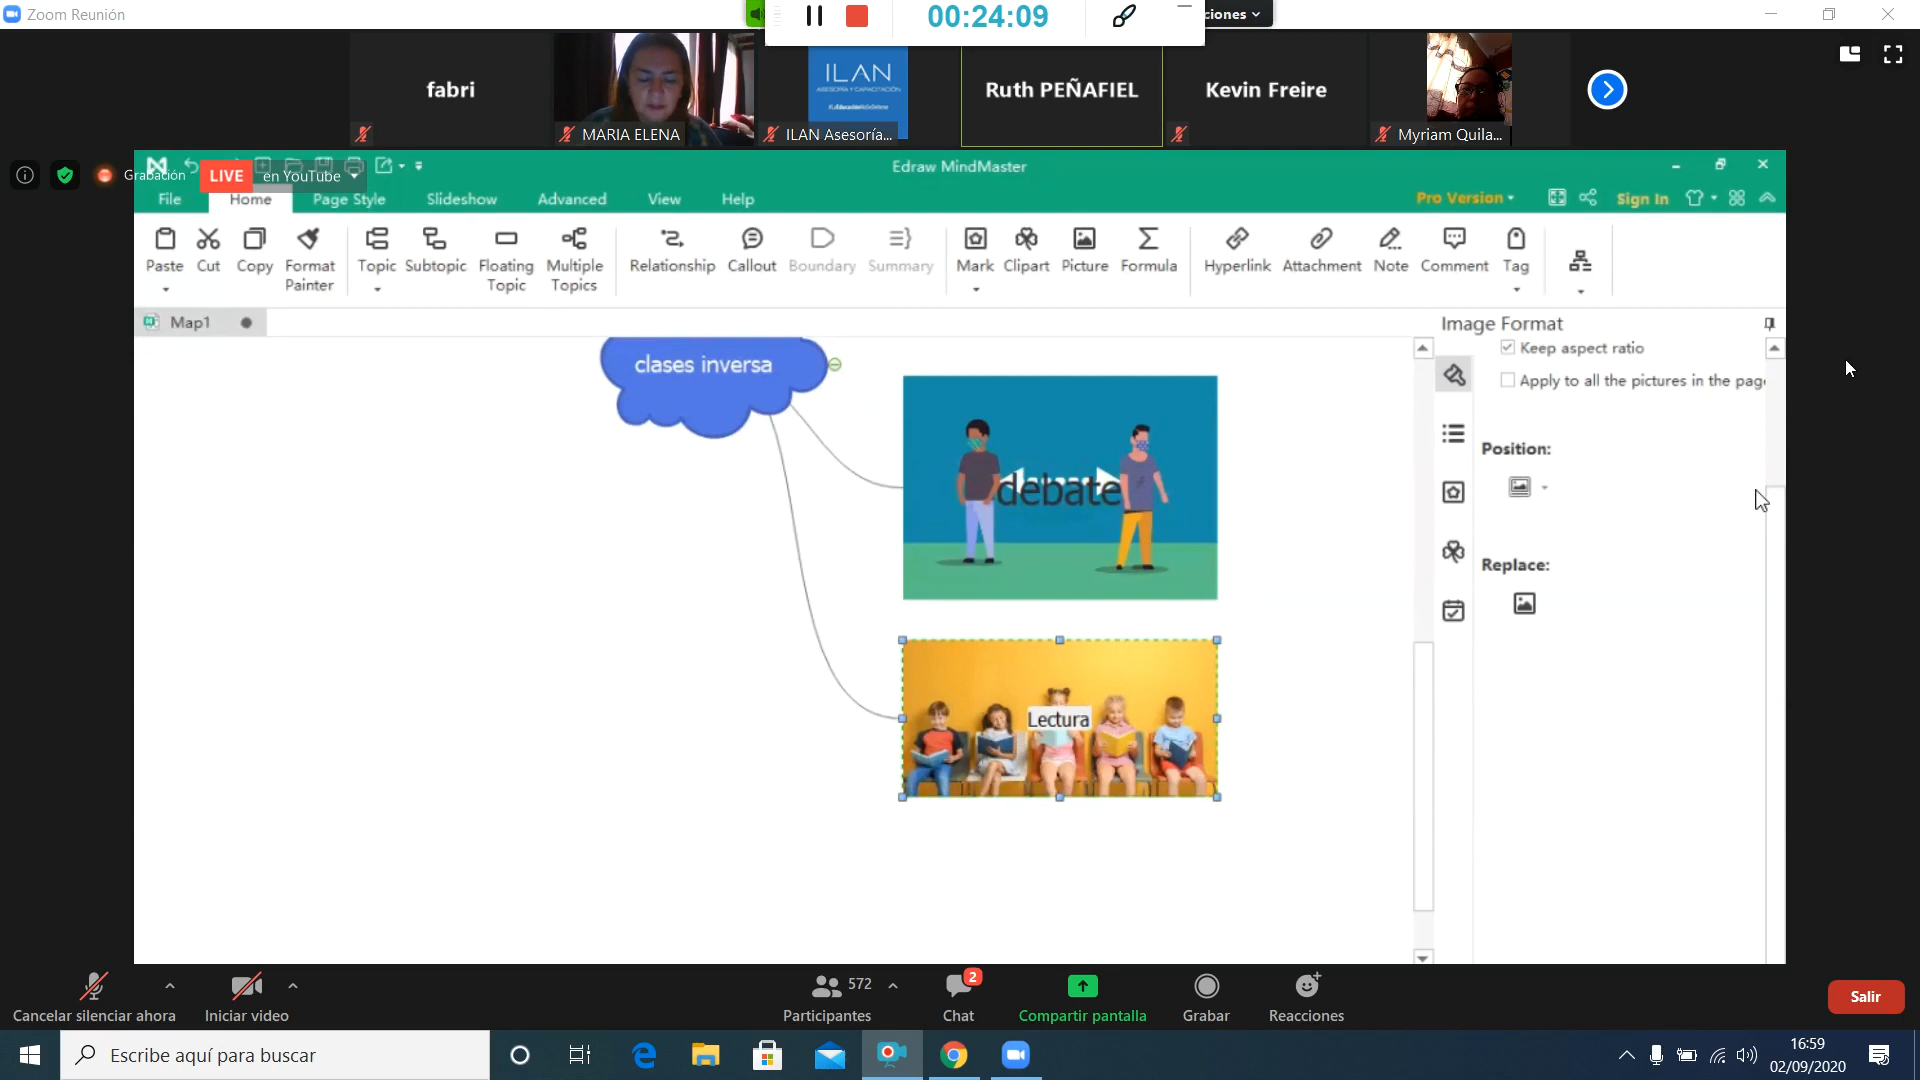 Zoom Reunión
00:24:09
ciones
fabri
MARIA ELENA
ILAN
ASESORÍA Y CAPACITACIÓN
ILAN Asesoría...
Ruth PEÑAFIEL
Kevin Freire
Myriam Quila...
Grabación
LIVE
en YouTube
Edraw MindMaster
File
Home
Page Style
Slideshow
Advanced
View
Help
Pro Version
Sign In
Paste
Cut
Copy
Format Painter
Topic
Subtopic
Floating Topic
Multiple Topics
Relationship
Callout
Boundary
Summary
Mark
Clipart
Picture
Formula
Hyperlink
Attachment
Note
Comment
Tag
Map1
Image Format
Keep aspect ratio
Apply to all the pictures in the page
Position:
Replace:
clases inversa
debate
Lectura
Cancelar silenciar ahora
Iniciar video
572
Participantes
2
Chat
Compartir pantalla
Grabar
Reacciones
Salir
Escribe aquí para buscar
16:59
02/09/2020